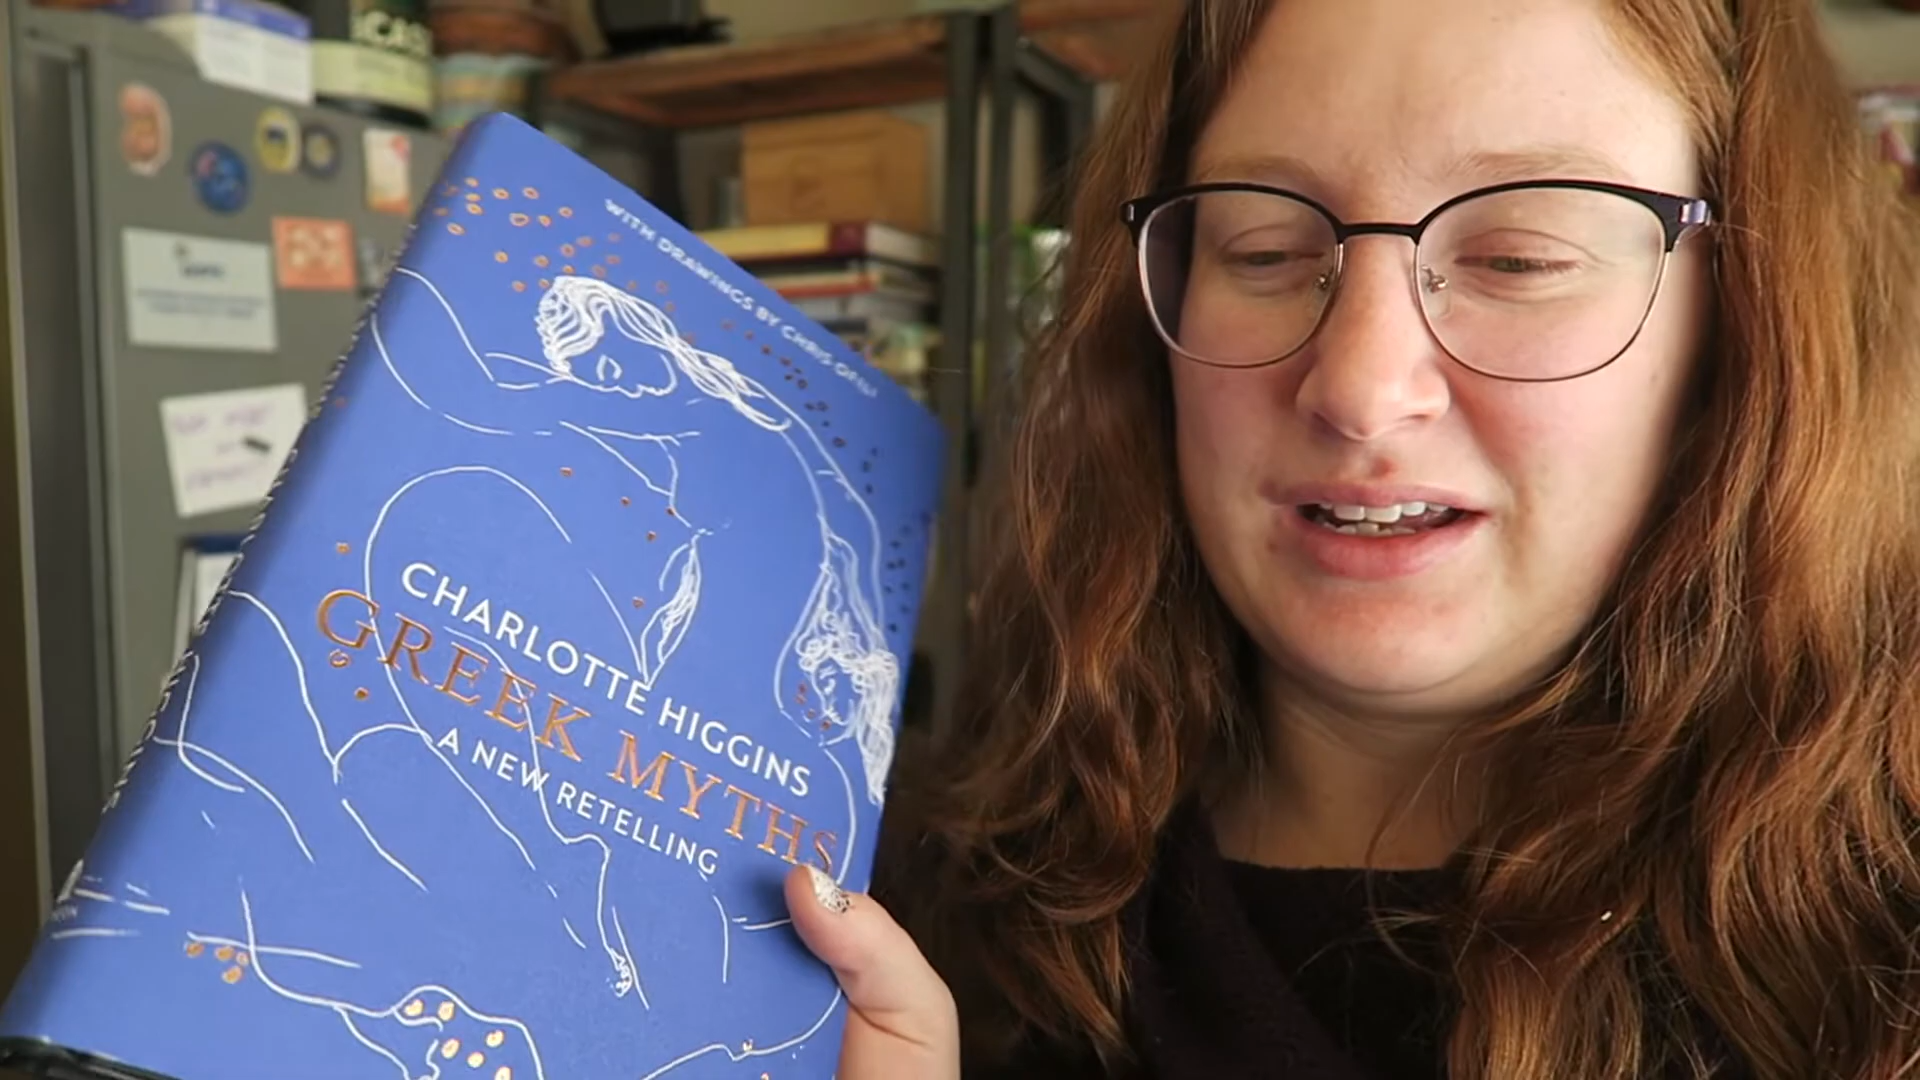 WITH DRAWINGS BY CHRIS OFILI
CHARLOTTE HIGGINS
GREEK MYTHS
A NEW RETELLING